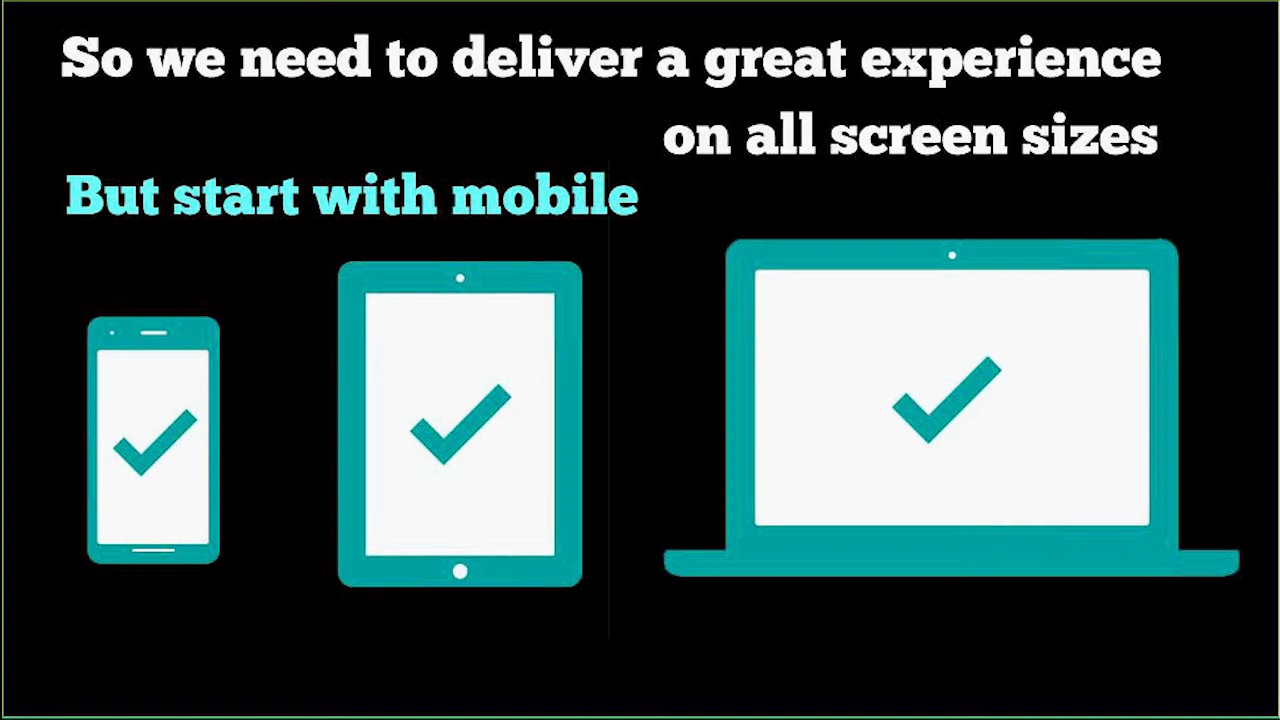 So we need to deliver a great experience
on all screen sizes
But start with mobile